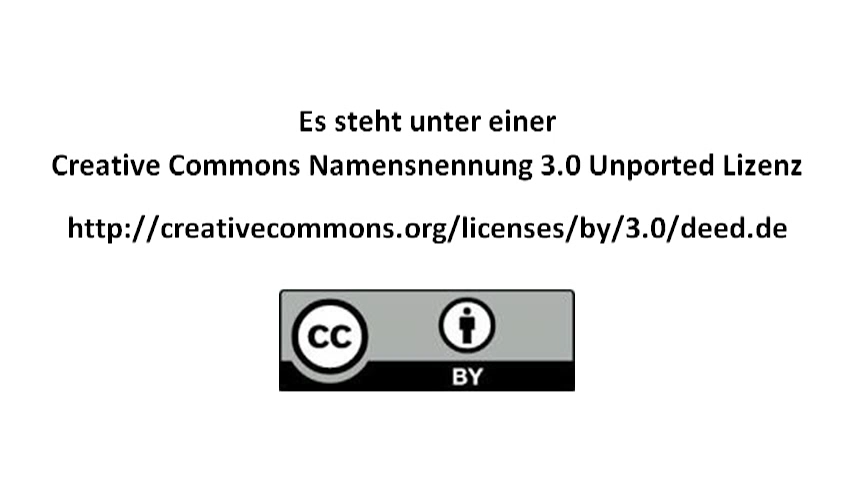 Es steht unter einer
Creative Commons Namensnennung 3.0 Unported Lizenz
http://creativecommons.org/licenses/by/3.0/deed.de
CC
BY